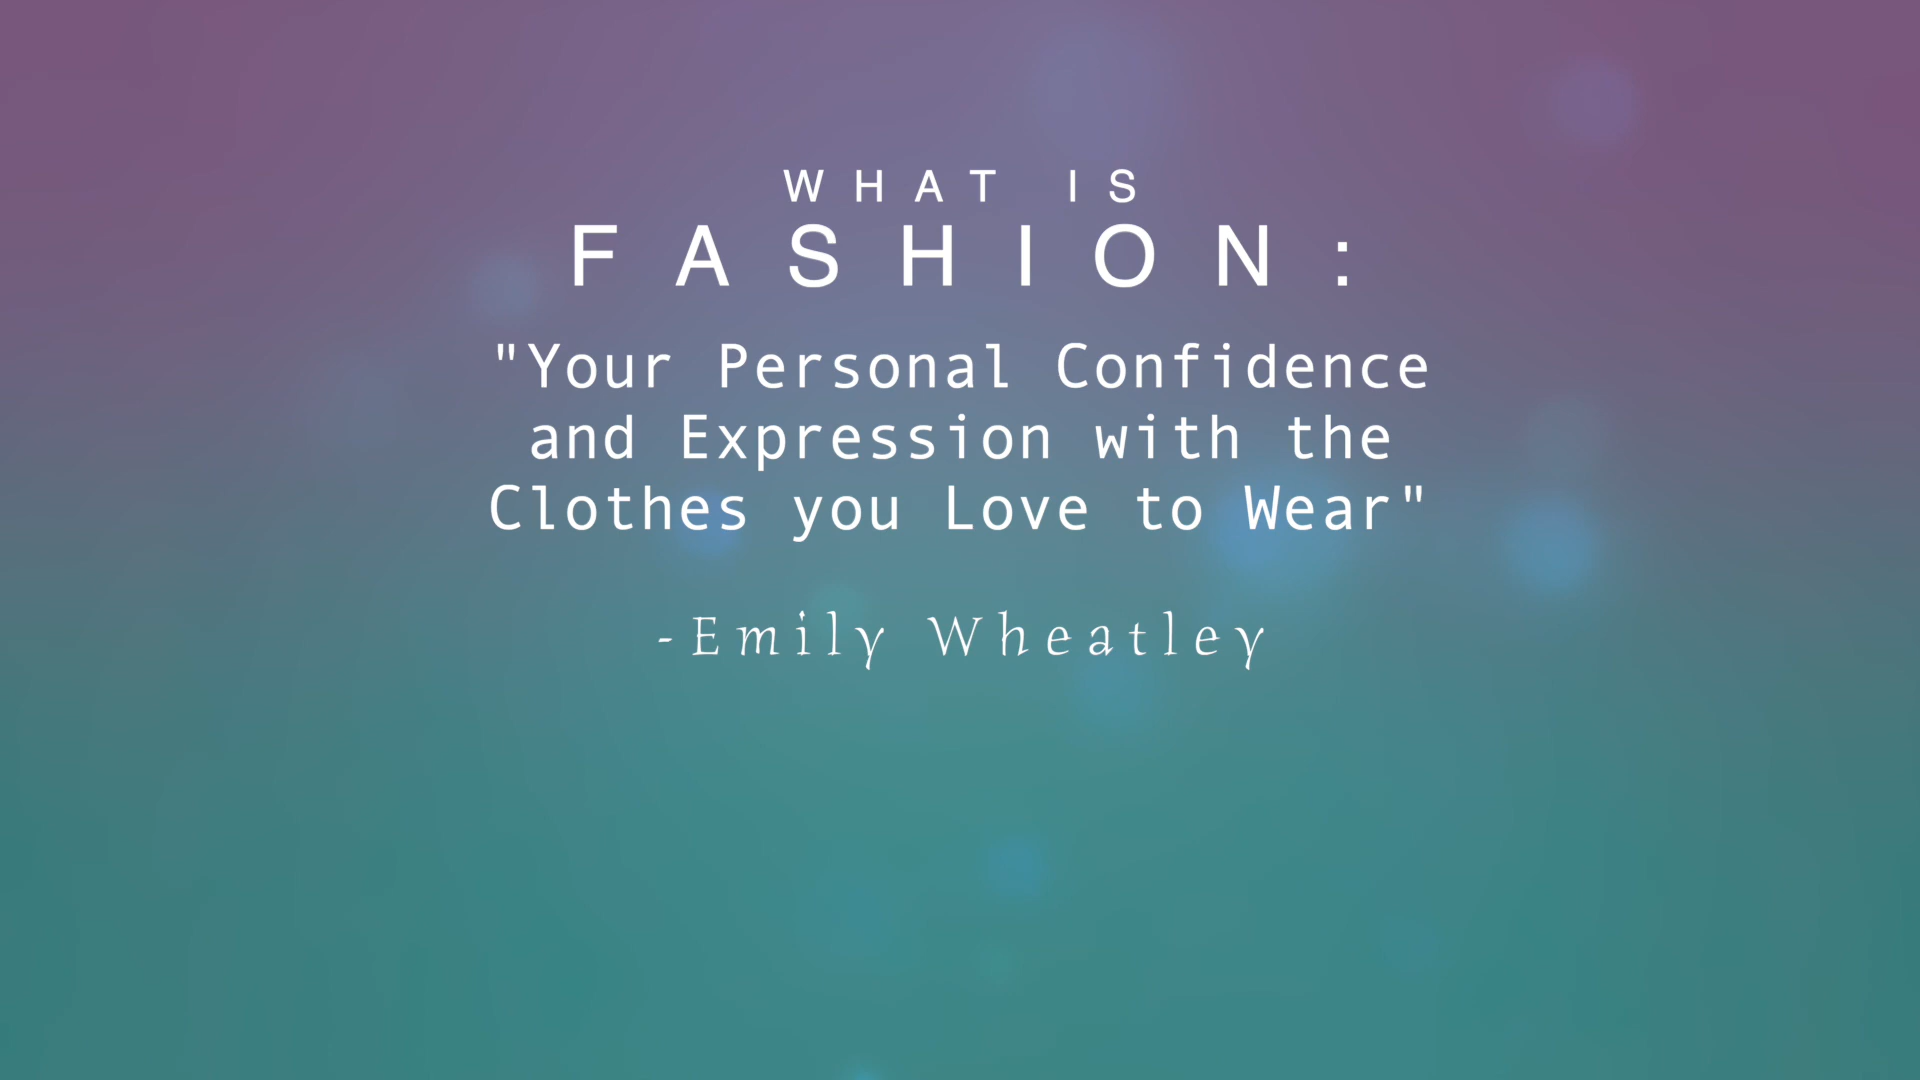 WHAT IS
FASHION:
"Your Personal Confidence
and Expression with the
Clothes you Love to Wear"
-Emily Wheatley